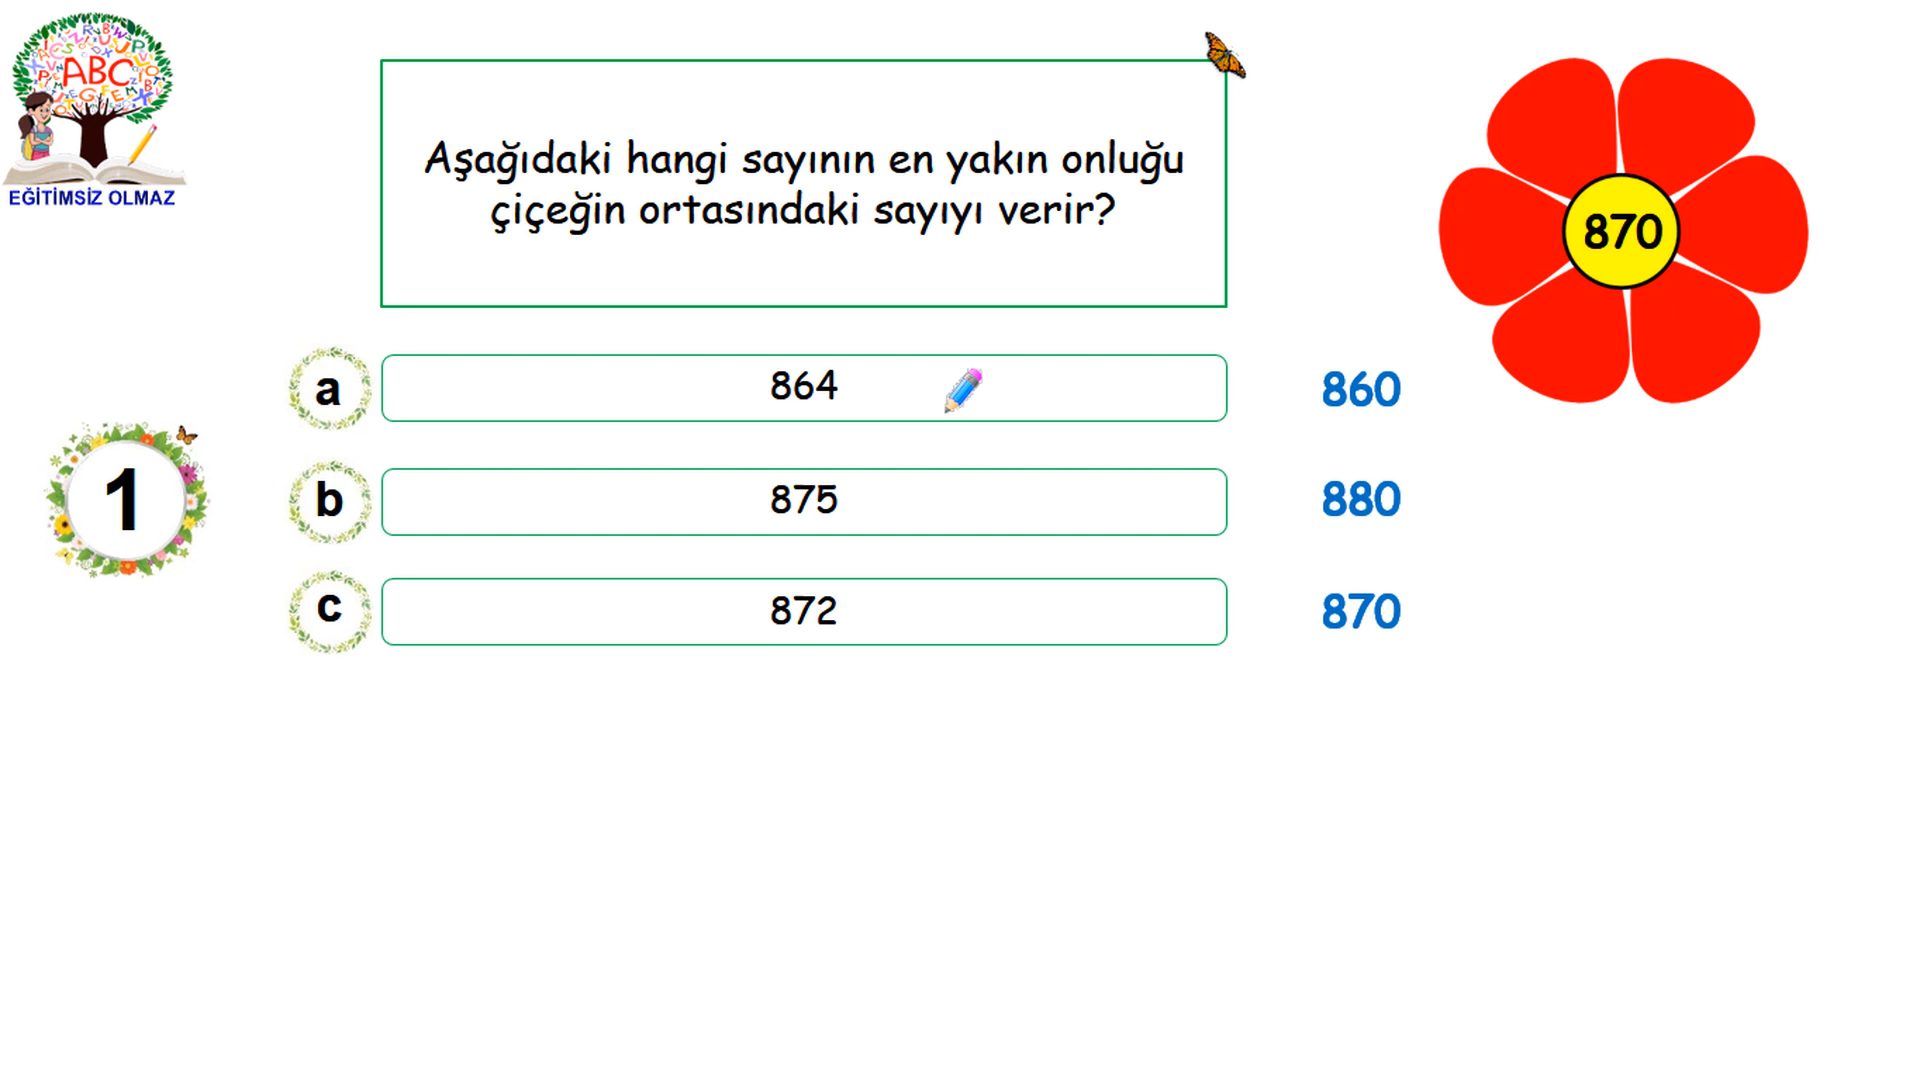 ABC
EĞİTİMSİZ OLMAZ
Aşağıdaki hangi sayının en yakın onluğu
çiçeğin ortasındaki sayıyı verir?
870
1
a
864
860
b
875
880
c
872
870